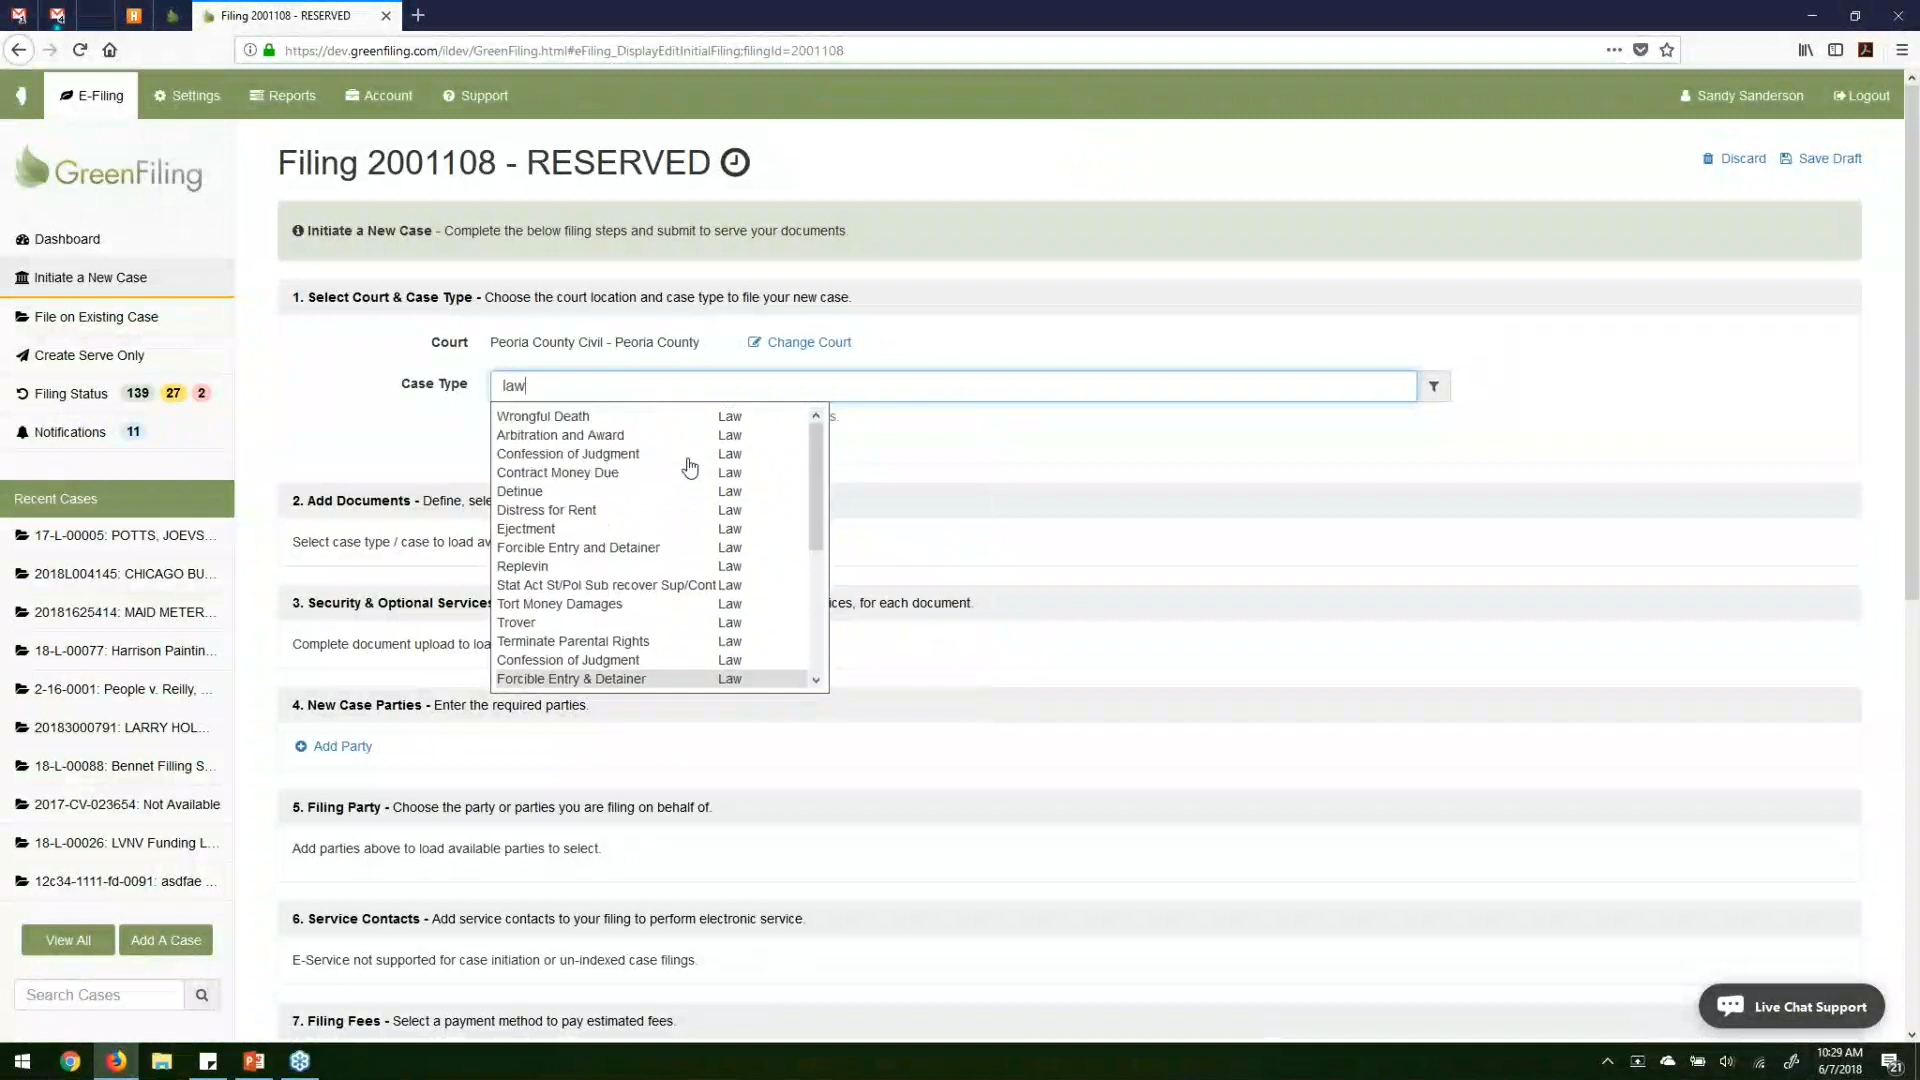 Filing 2001108 - RESERVED
https://dev.greenfiling.com/ildev/GreenFiling.html#eFiling_DisplayEditInitialFiling;filingId=2001108
E-Filing
Settings
Reports
Account
Support
Sandy Sanderson
Logout
GreenFiling
Dashboard
Initiate a New Case
File on Existing Case
Create Serve Only
Filing Status 139 27 2
Notifications 11
Recent Cases
17-L-00005: POTTS, JOEVS...
2018L004145: CHICAGO BU...
20181625414: MAID METER...
18-L-00077: Harrison Paintin...
2-16-0001: People v. Reilly, ...
20183000791: LARRY HOL...
18-L-00088: Bennet Filling S...
2017-CV-023654: Not Available
18-L-00026: LVNV Funding L...
12c34-1111-fd-0091: asdfae ...
View All
Add A Case
Search Cases
Filing 2001108 - RESERVED
Discard
Save Draft
Initiate a New Case - Complete the below filing steps and submit to serve your documents.
1. Select Court & Case Type - Choose the court location and case type to file your new case.
Court Peoria County Civil - Peoria County Change Court
Case Type law
Wrongful Death Law
s.
Arbitration and Award Law
Confession of Judgment Law
Contract Money Due Law
Detinue Law
Distress for Rent Law
Ejectment Law
Forcible Entry and Detainer Law
Replevin Law
Stat Act St/Pol Sub recover Sup/Cont Law
Tort Money Damages Law
Trover Law
Terminate Parental Rights Law
Confession of Judgment Law
Forcible Entry & Detainer Law
2. Add Documents - Define, sele
Select case type / case to load av
3. Security & Optional Services
ices, for each document.
Complete document upload to loa
4. New Case Parties - Enter the required parties.
Add Party
5. Filing Party - Choose the party or parties you are filing on behalf of.
Add parties above to load available parties to select.
6. Service Contacts - Add service contacts to your filing to perform electronic service.
E-Service not supported for case initiation or un-indexed case filings.
7. Filing Fees - Select a payment method to pay estimated fees.
Live Chat Support
10:29 AM
6/7/2018
21